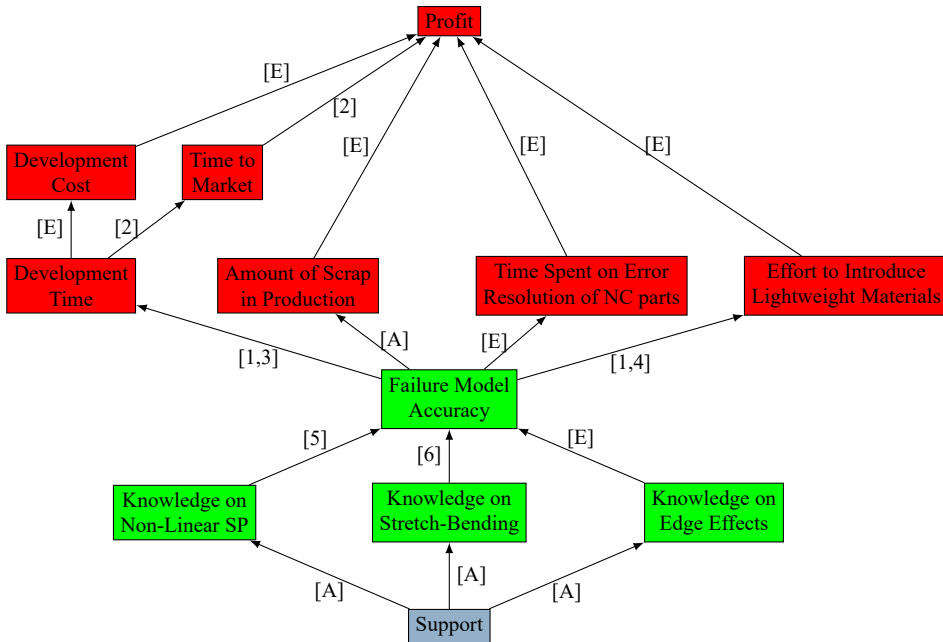 Profit
[E]
[2]
[E]
[E]
[E]
Development
Cost
Time to
Market
[E]
[2]
Development
Time
Amount of Scrap
in Production
Time Spent on Error
Resolution of NC parts
Effort to Introduce
Lightweight Materials
[1,3]
[A]
[E]
[1,4]
Failure Model
Accuracy
[5]
[6]
[E]
Knowledge on
Non-Linear SP
Knowledge on
Stretch-Bending
Knowledge on
Edge Effects
[A]
[A]
[A]
Support